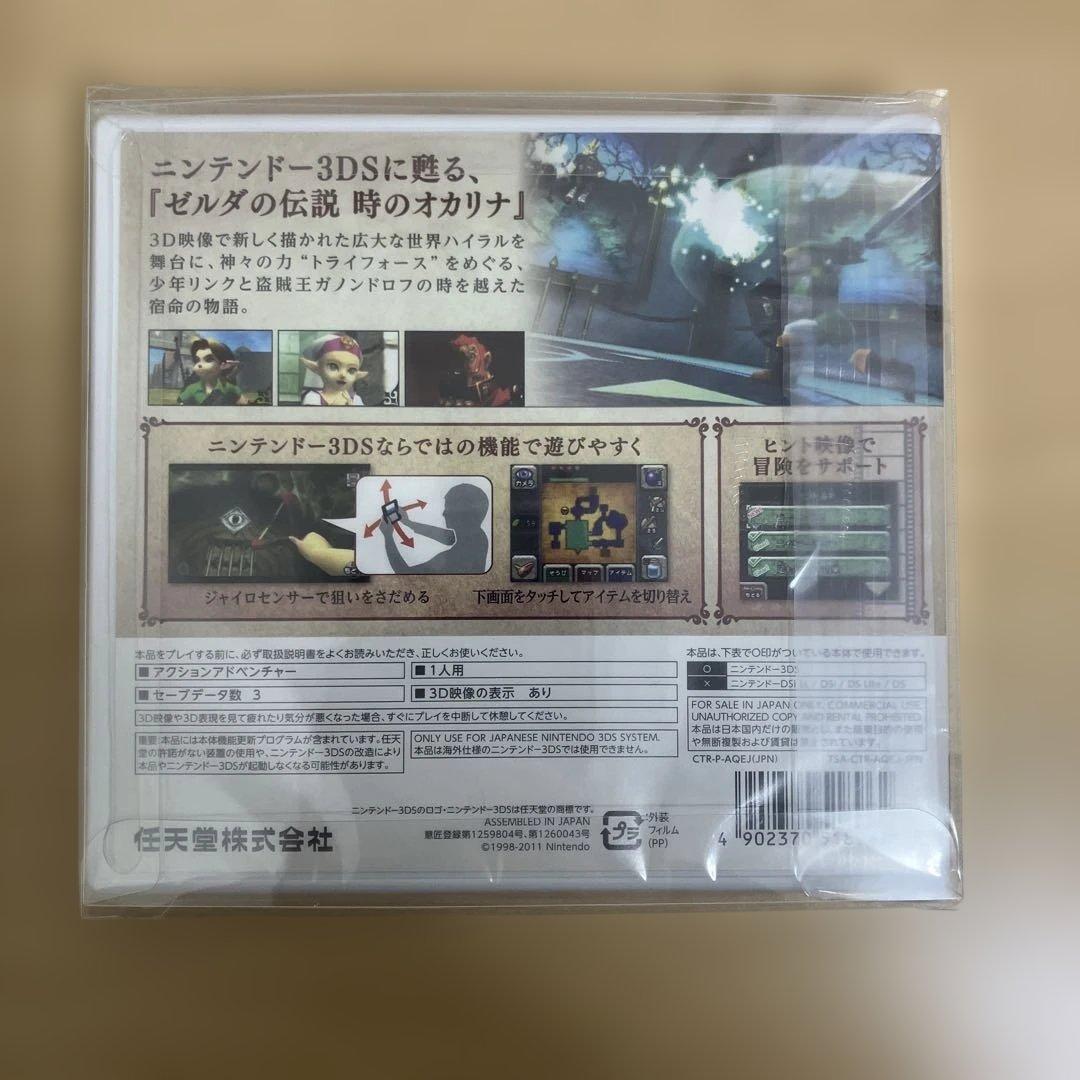 ニンテンドー3DSに甦る、
『ゼルダの伝説 時のオカリナ』
3D映像で新しく描かれた広大な世界ハイラルを
舞台に、神々の力“トライフォース”をめぐる、
少年リンクと盗賊王ガノンドロフの時を越えた
宿命の物語。
ニンテンドー3DSならではの機能で遊びやすく
カメラ
そうび マップ アイテム
ジャイロセンサーで狙いをさだめる
下画面をタッチしてアイテムを切り替え
ヒント映像で
冒険をサポート
本品をプレイする前に、必ず取扱説明書をよくお読みいただき、正しくお使いください。
■ アクションアドベンチャー
■ 1人用
■ セーブデータ数 3
■ 3D映像の表示 あり
3D映像や3D表現を見て疲れたり気分が悪くなった場合、すぐにプレイを中断して休憩してください。
重要：本品には本体機能更新プログラムが含まれています。任天
堂の許諾がない装置の使用や、ニンテンドー3DSの改造により
本品やニンテンドー3DSが起動しなくなる可能性があります。
ONLY USE FOR JAPANESE NINTENDO 3DS SYSTEM.
本品は海外仕様のニンテンドー3DSでは使用できません。
本品は、下表で○印がついている本体で使用できます。
○ ニンテンドー3DS
× ニンテンドーDSi LL / DSi / DS Lite / DS
FOR SALE IN JAPAN ONLY. COMMERCIAL USE,
UNAUTHORIZED COPY AND RENTAL PROHIBITED.
本品は日本国内だけの販売とし、また商業目的の使用
や無断複製および賃貸は禁止
CTR-P-AQEJ(JPN)
TSA-CTR-AQEJ-JPN
ニンテンドー3DSのロゴ・ニンテンドー3DSは任天堂の商標です。
ASSEMBLED IN JAPAN
意匠登録第1259804号、第1260043号
©1998-2011 Nintendo
任天堂株式会社
プラ
:外装
フィルム
(PP)
4 902370